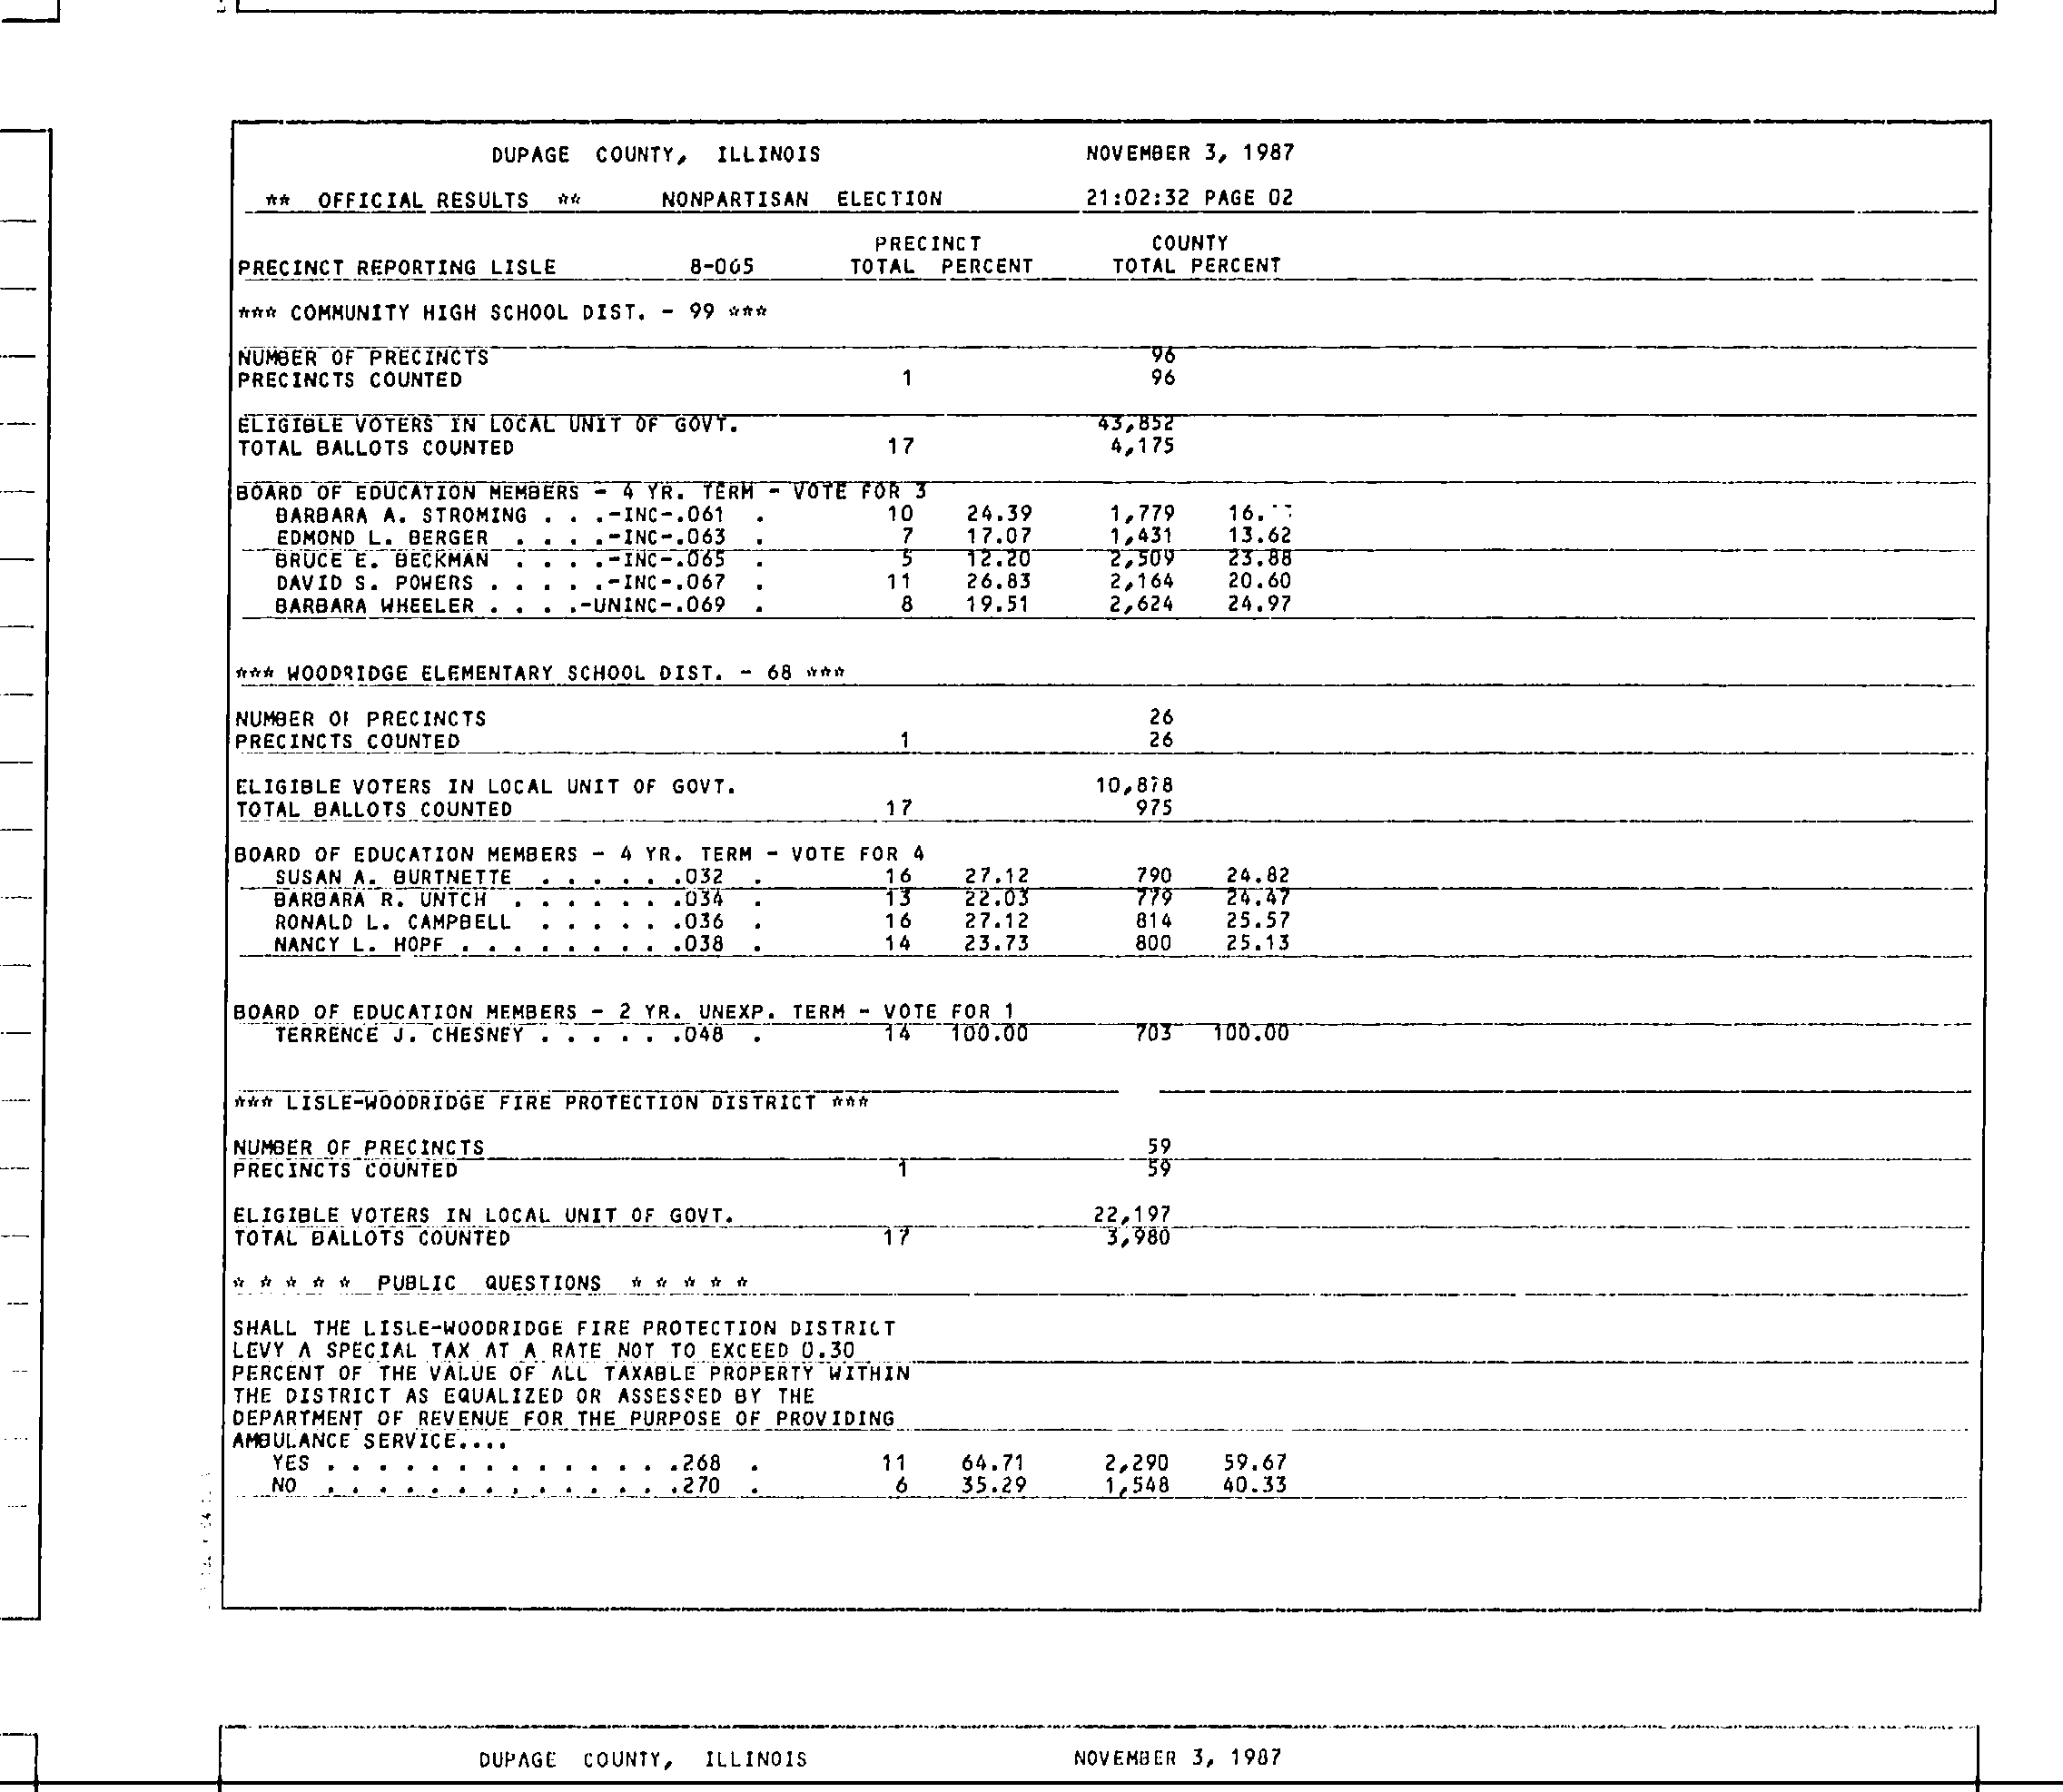 DUPAGE COUNTY, ILLINOIS NOVEMBER 3, 1987
** OFFICIAL RESULTS ** NONPARTISAN ELECTION 21:02:32 PAGE 02
PRECINCT COUNTY
PRECINCT REPORTING LISLE 8-065 TOTAL PERCENT TOTAL PERCENT
*** COMMUNITY HIGH SCHOOL DIST. - 99 ***
NUMBER OF PRECINCTS 96
PRECINCTS COUNTED 1 96
ELIGIBLE VOTERS IN LOCAL UNIT OF GOVT. 43,852
TOTAL BALLOTS COUNTED 17 4,175
BOARD OF EDUCATION MEMBERS - 4 YR. TERM - VOTE FOR 3
BARBARA A. STROMING . . .-INC-.061 . 10 24.39 1,779
EDMOND L. BERGER . . . .-INC-.063 . 7 17.07 1,431 13.62
BRUCE E. BECKMAN . . . .-INC-.065 . 5 12.20 2,509 23.88
DAVID S. POWERS . . . . .-INC-.067 . 11 26.83 2,164 20.60
BARBARA WHEELER . . . .-UNINC-.069 . 8 19.51 2,624 24.97
*** WOODRIDGE ELEMENTARY SCHOOL DIST. - 68 ***
NUMBER OF PRECINCTS 26
PRECINCTS COUNTED 1 26
ELIGIBLE VOTERS IN LOCAL UNIT OF GOVT. 10,878
TOTAL BALLOTS COUNTED 17 975
BOARD OF EDUCATION MEMBERS - 4 YR. TERM - VOTE FOR 4
SUSAN A. BURTNETTE . . . . . .032 . 16 27.12 790 24.82
BARBARA R. UNTCH . . . . . . .034 . 13 22.03 779 24.47
RONALD L. CAMPBELL . . . . . .036 . 16 27.12 814 25.57
NANCY L. HOPF . . . . . . . . .038 . 14 23.73 800 25.13
BOARD OF EDUCATION MEMBERS - 2 YR. UNEXP. TERM - VOTE FOR 1
TERRENCE J. CHESNEY . . . . . .048 . 14 100.00 703 100.00
*** LISLE-WOODRIDGE FIRE PROTECTION DISTRICT ***
NUMBER OF PRECINCTS 59
PRECINCTS COUNTED 1 59
ELIGIBLE VOTERS IN LOCAL UNIT OF GOVT. 22,197
TOTAL BALLOTS COUNTED 17 3,980
* * * * * PUBLIC QUESTIONS * * * * *
SHALL THE LISLE-WOODRIDGE FIRE PROTECTION DISTRICT
LEVY A SPECIAL TAX AT A RATE NOT TO EXCEED 0.30
PERCENT OF THE VALUE OF ALL TAXABLE PROPERTY WITHIN
THE DISTRICT AS EQUALIZED OR ASSESSED BY THE
DEPARTMENT OF REVENUE FOR THE PURPOSE OF PROVIDING
AMBULANCE SERVICE....
YES . . . . . . . . . . . . . .268 . 11 64.71 2,290 59.67
NO . . . . . . . . . . . . . .270 . 6 35.29 1,548 40.33
DUPAGE COUNTY, ILLINOIS NOVEMBER 3, 1987